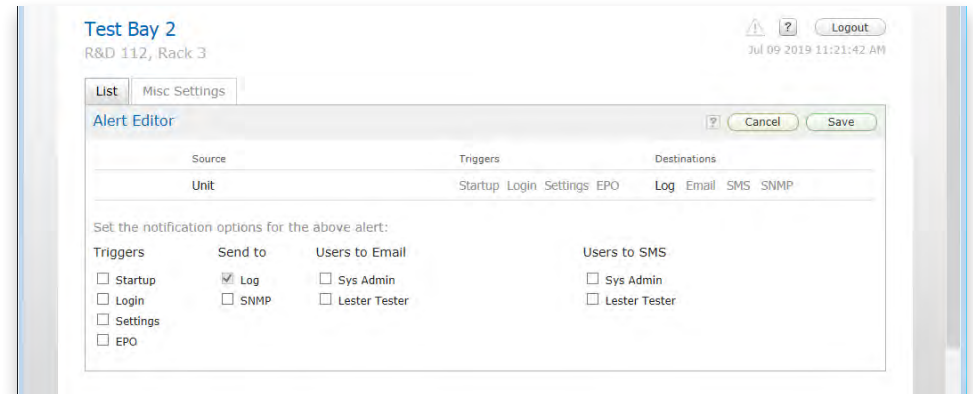 Test Bay 2
? Logout
R&D 112, Rack 3
Jul 09 2019 11:21:42 AM
List Misc Settings
Alert Editor ? Cancel Save
Source Triggers Destinations
Unit Startup Login Settings EPO Log Email SMS SNMP
Set the notification options for the above alert:
Triggers Send to Users to Email Users to SMS
Startup Log Sys Admin Sys Admin
Login SNMP Lester Tester Lester Tester
Settings
EPO